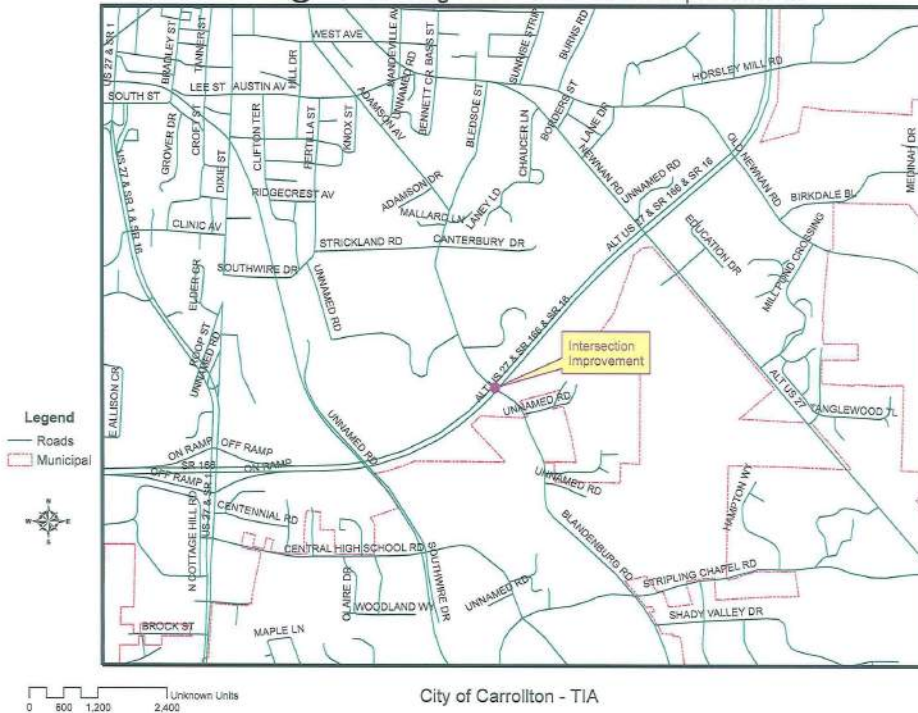 US 27 & SR 1
BRADLEY ST
TANNER ST
WEST AVE
HILL DR
MANDEVILLE AV
UNNAMED RD
BENNETT CR
BASS ST
SUNRISE STRIP
BURNS RD
HORSLEY MILL RD
SOUTH ST
LEE ST
AUSTIN AV
ADAMSON AV
GROVER DR
CROFT ST
DIXIE ST
CLIFTON TER
FERTILLA ST
KNOX ST
BLEDSOE ST
CHAUCER LN
BORDERS ST
LANE DR
NEWNAN RD
OLD NEWNAN RD
MEDINAH DR
US 27 & SR 1 & SR 16
RIDGECREST AV
ADAMSON DR
MALLARD LN
LANEY LD
UNNAMED RD
ALT US 27 & SR 166 & SR 16
BIRKDALE BL
CLINIC AV
STRICKLAND RD
CANTERBURY DR
EDUCATION DR
MILL POND CROSSING
SOUTHWIRE DR
ELDER CR
UNNAMED RD
ROOP ST
UNNAMED RD
ALT US 27 & SR 166 & SR 16
Intersection
Improvement
ALT US 27
E ALLISON CR
UNNAMED RD
UNNAMED RD
TANGLEWOOD TL
Legend
Roads
Municipal
ON RAMP
OFF RAMP
SR 166
ON RAMP
OFF RAMP
UNNAMED RD
HAMPTON WY
N
W
E
S
N COTTAGE HILL RD
US 27 & SR 1
CENTENNIAL RD
CENTRAL HIGH SCHOOL RD
BLANDENBURG RD
STRIPLING CHAPEL RD
CLAIRE DR
WOODLAND WY
SOUTHWIRE DR
UNNAMED RD
SHADY VALLEY DR
BROCK ST
MAPLE LN
Unknown Units
0 600 1,200 2,400
City of Carrollton - TIA